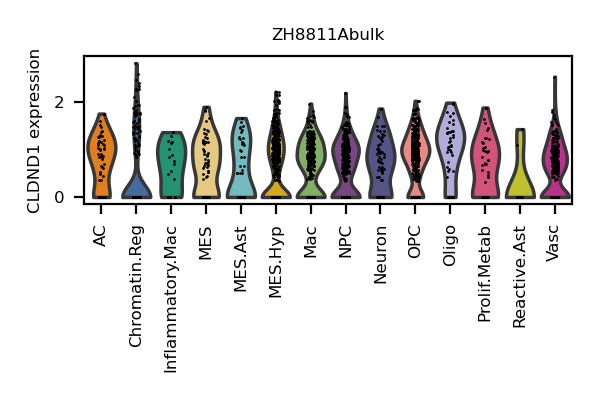 ZH8811Abulk
CLDND1 expression
2
0
AC
Chromatin.Reg
Inflammatory.Mac
MES
MES.Ast
MES.Hyp
Mac
NPC
Neuron
OPC
Oligo
Prolif.Metab
Reactive.Ast
Vasc